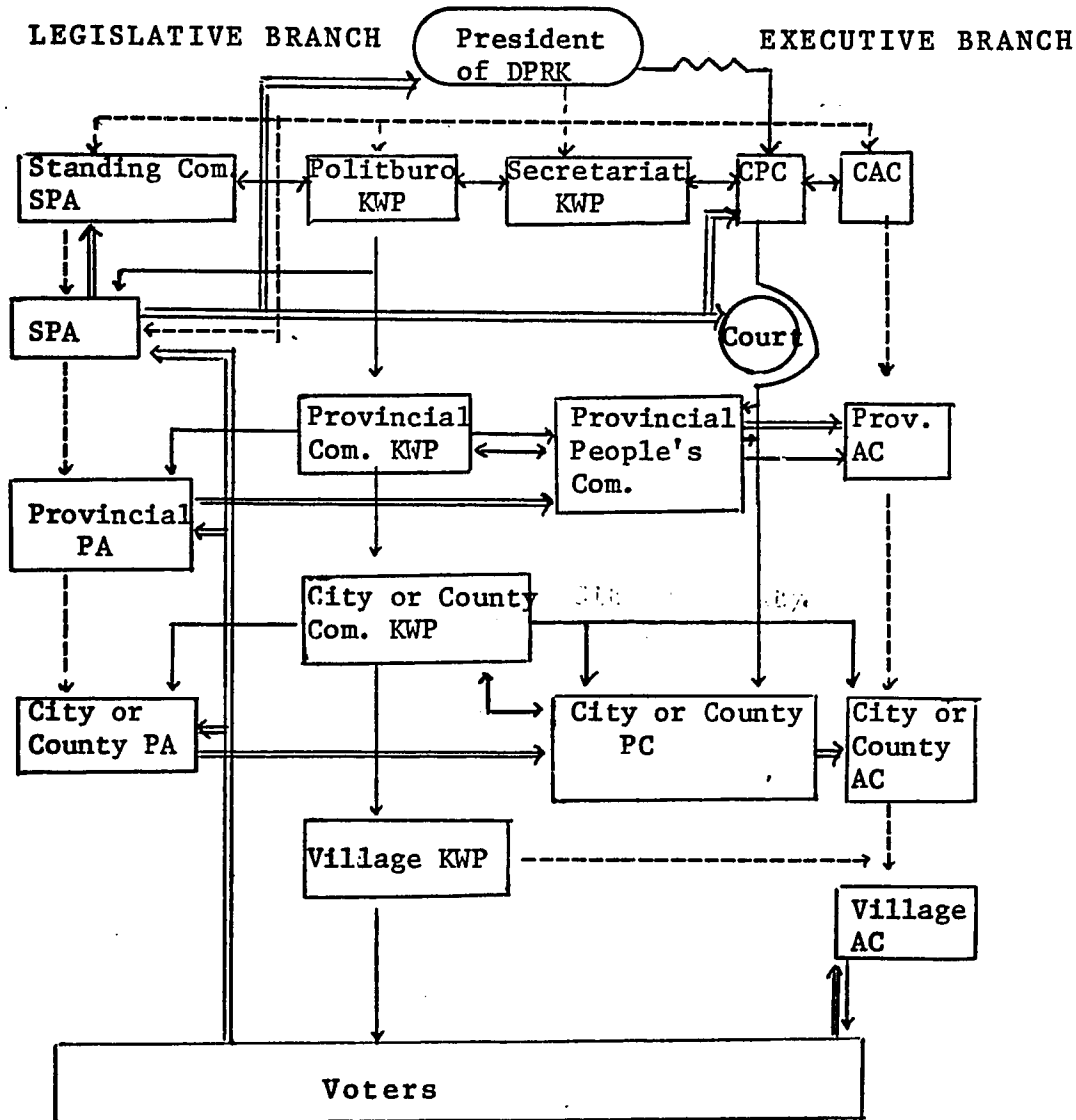 LEGISLATIVE BRANCH
President
of DPRK
EXECUTIVE BRANCH
Standing Com.
SPA
Politburo
KWP
Secretariat
KWP
CPC
CAC
SPA
Court
Provincial
Com. KWP
Provincial
People's
Com.
Prov.
AC
Provincial
PA
City or County
Com. KWP
City or
County PA
City or County
PC
City or
County
AC
Village KWP
Village
AC
Voters